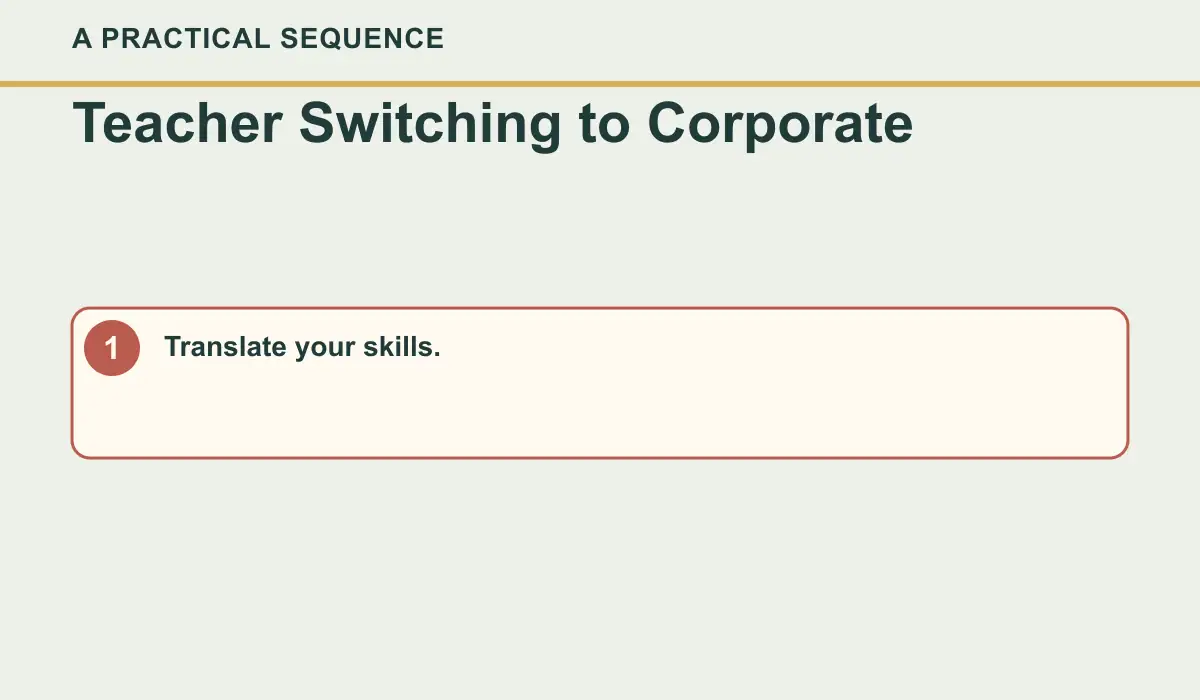 A PRACTICAL SEQUENCE
Teacher Switching to Corporate
1 Translate your skills.